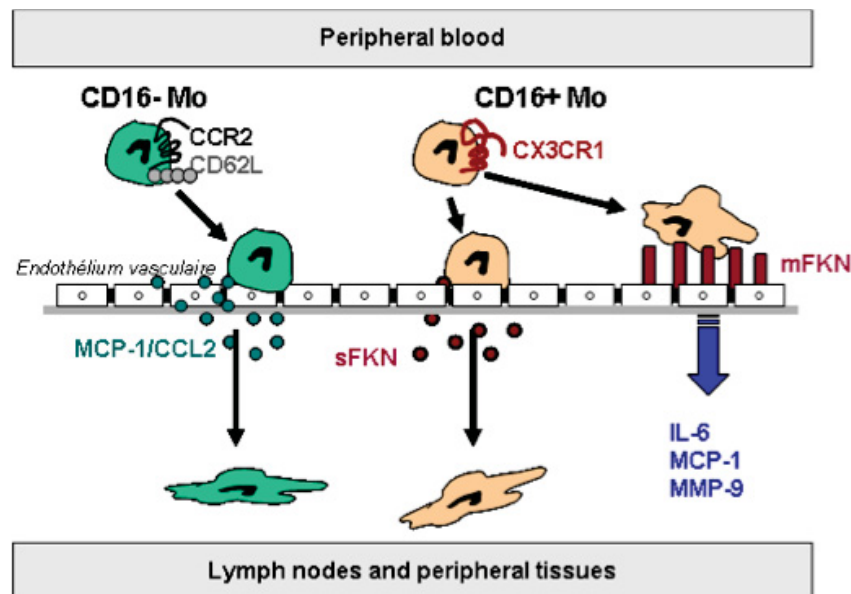 Peripheral blood
CD16- Mo
CD16+ Mo
CCR2
CD62L
CX3CR1
Endothélium vasculaire
mFKN
MCP-1/CCL2
sFKN
IL-6
MCP-1
MMP-9
Lymph nodes and peripheral tissues